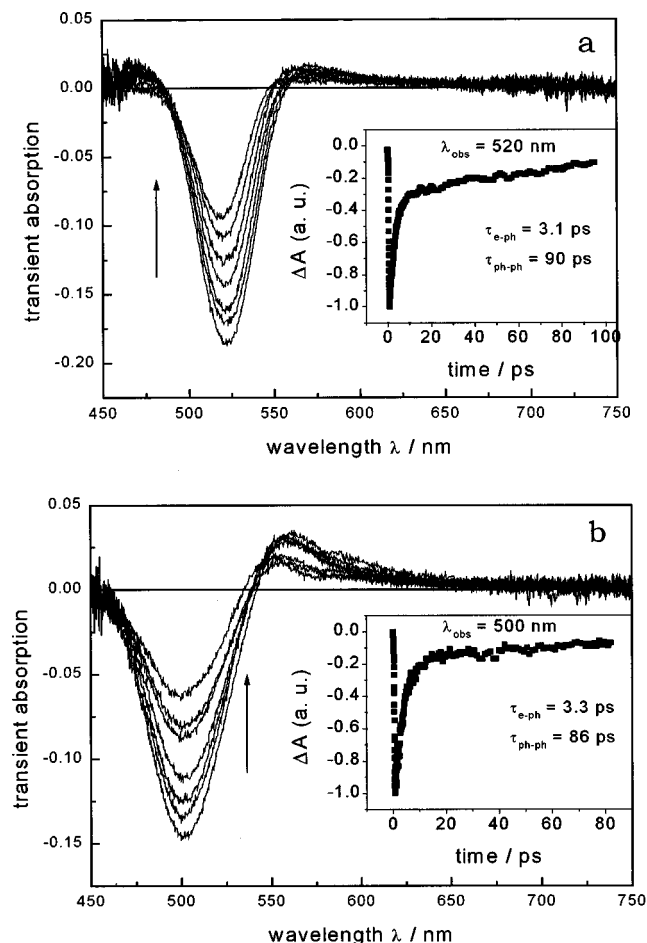 a
0.05
0.00
-0.05
-0.10
-0.15
-0.20
transient absorption
450 500 550 600 650 700 750
wavelength λ / nm
λobs = 520 nm
0.0
-0.2
-0.4
-0.6
-0.8
-1.0
ΔA (a. u.)
τe-ph = 3.1 ps
τph-ph = 90 ps
0 20 40 60 80 100
time / ps
b
0.05
0.00
-0.05
-0.10
-0.15
transient absorption
450 500 550 600 650 700 750
wavelength λ / nm
λobs = 500 nm
0.0
-0.2
-0.4
-0.6
-0.8
-1.0
ΔA (a. u.)
τe-ph = 3.3 ps
τph-ph = 86 ps
0 20 40 60 80
time / ps